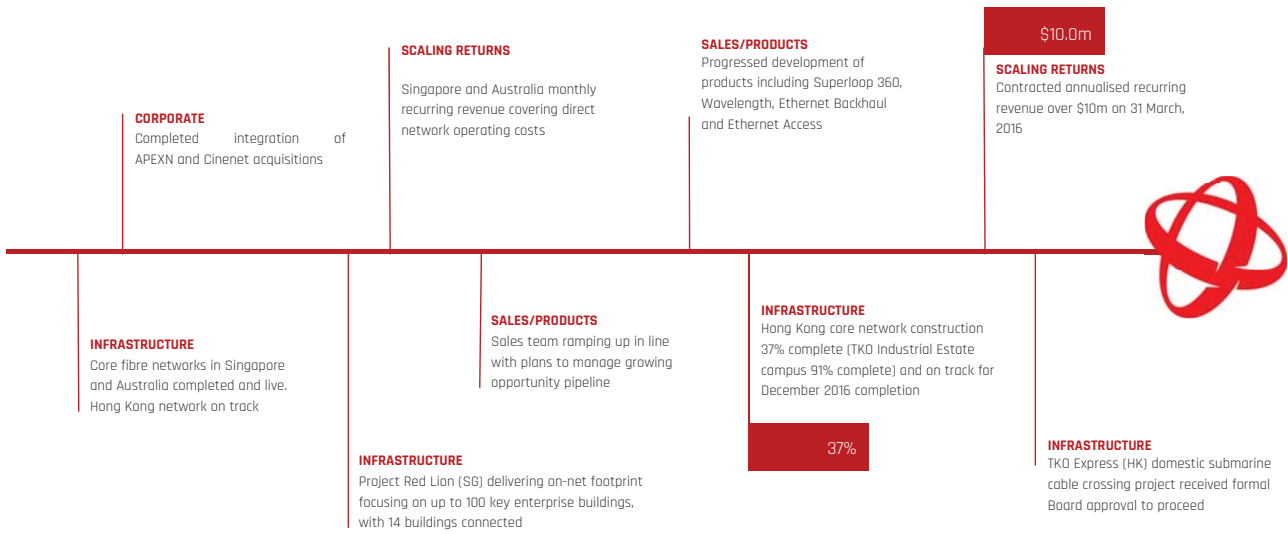 $10.0m
SALES/PRODUCTS
Progressed development of
products including Superloop 360,
Wavelength, Ethernet Backhaul
and Ethernet Access
SCALING RETURNS
Singapore and Australia monthly
recurring revenue covering direct
network operating costs
SCALING RETURNS
Contracted annualised recurring
revenue over $10m on 31 March,
2016
CORPORATE
Completed integration of
APEXN and Cinenet acquisitions
INFRASTRUCTURE
Core fibre networks in Singapore
and Australia completed and live.
Hong Kong network on track
SALES/PRODUCTS
Sales team ramping up in line
with plans to manage growing
opportunity pipeline
INFRASTRUCTURE
Hong Kong core network construction
37% complete (TKO Industrial Estate
campus 91% complete) and on track for
December 2016 completion
37%
INFRASTRUCTURE
Project Red Lion (SG) delivering on-net footprint
focusing on up to 100 key enterprise buildings,
with 14 buildings connected
INFRASTRUCTURE
TKO Express (HK) domestic submarine
cable crossing project received formal
Board approval to proceed